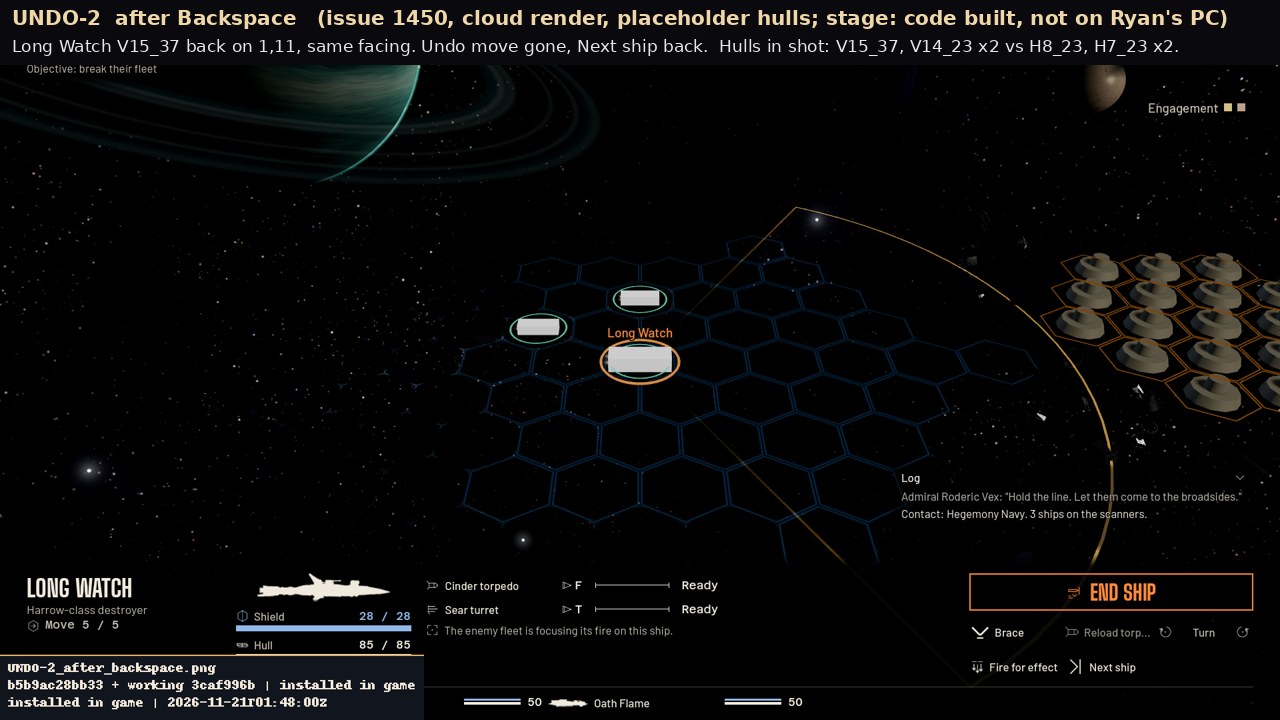 UNDO-2 after Backspace (issue 1450, cloud render, placeholder hulls; stage: code built, not on Ryan's PC)
Long Watch V15_37 back on 1,11, same facing. Undo move gone, Next ship back. Hulls in shot: V15_37, V14_23 x2 vs H8_23, H7_23 x2.
Objective: break their fleet
Engagement
Long Watch
Log
Admiral Roderic Vex: "Hold the line. Let them come to the broadsides."
Contact: Hegemony Navy. 3 ships on the scanners.
LONG WATCH
Harrow-class destroyer
Move 5 / 5
Shield 28 / 28
Hull 85 / 85
Cinder torpedo F Ready
Sear turret T Ready
The enemy fleet is focusing its fire on this ship.
END SHIP
Brace Reload torp... Turn
Fire for effect Next ship
UNDO-2_after_backspace.png
b5b9ac28bb33 + working 3caf996b | installed in game
installed in game | 2026-11-21T01:48:00Z
50 Oath Flame 50